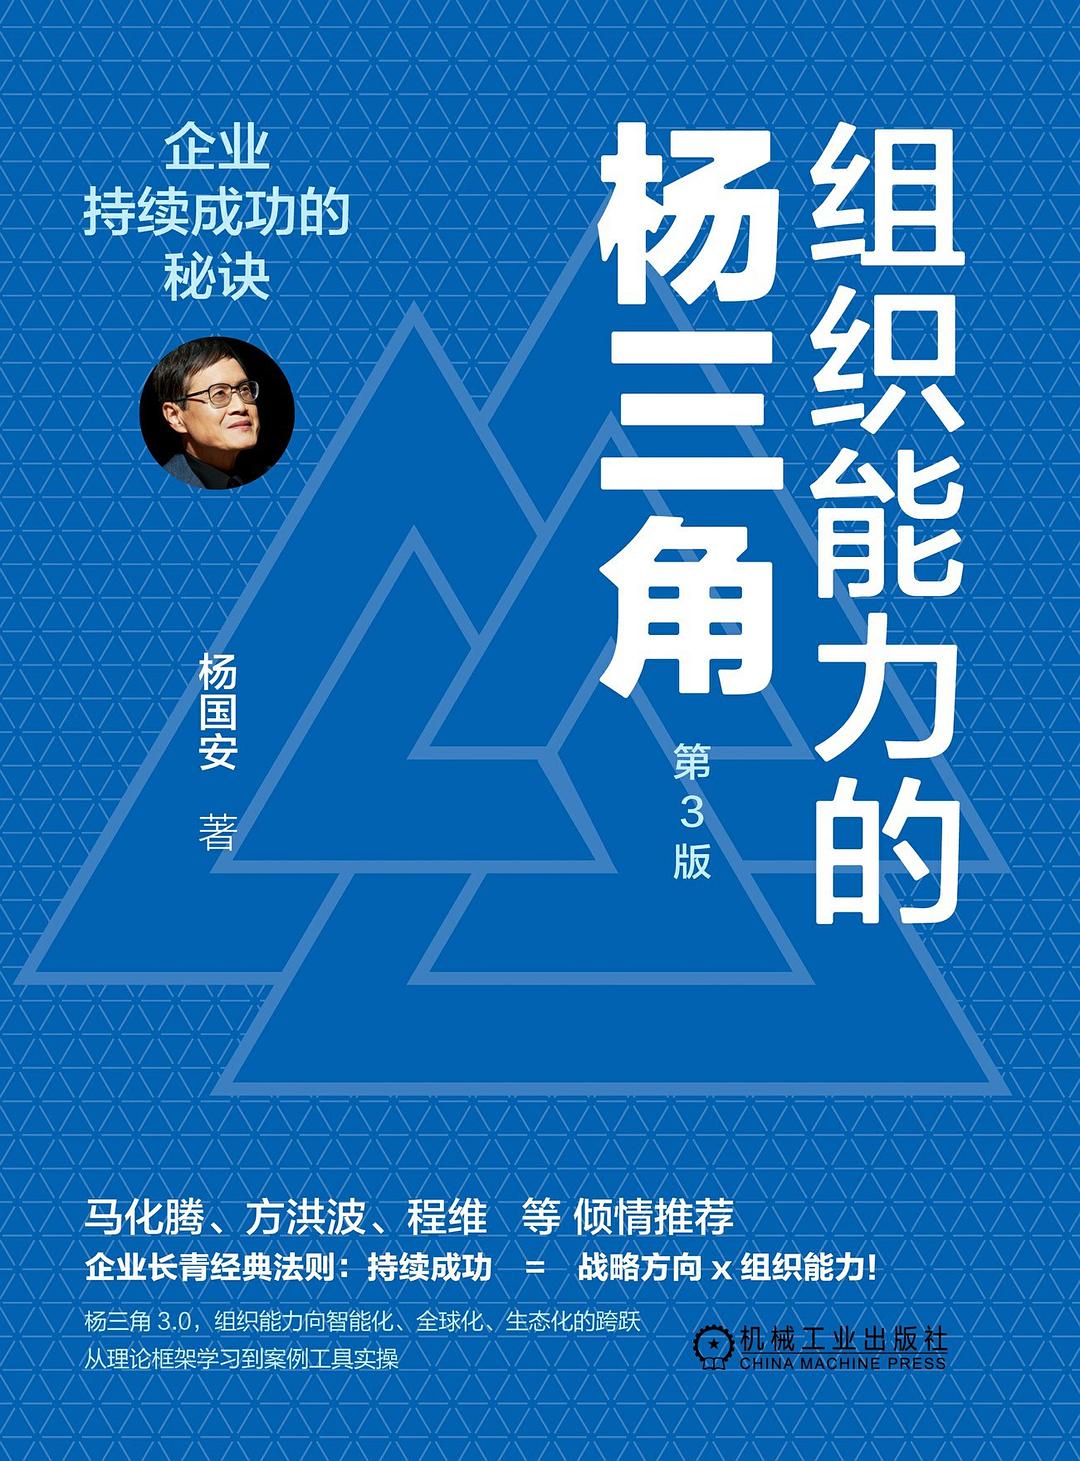 组织能力的
杨三角
第3版
企业
持续成功的
秘诀
杨国安 著
马化腾、方洪波、程维 等 倾情推荐
企业长青经典法则：持续成功 = 战略方向 x 组织能力！
杨三角 3.0，组织能力向智能化、全球化、生态化的跨跃
从理论框架学习到案例工具实操
机械工业出版社
CHINA MACHINE PRESS